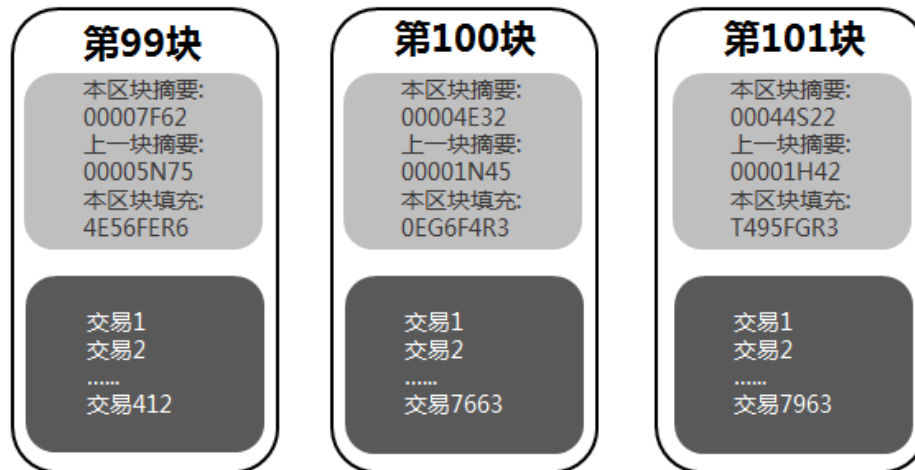 第99块
本区块摘要:
00007F62
上一块摘要:
00005N75
本区块填充:
4E56FER6
交易1
交易2
......
交易412
第100块
本区块摘要:
00004E32
上一块摘要:
00001N45
本区块填充:
0EG6F4R3
交易1
交易2
......
交易7663
第101块
本区块摘要:
00044S22
上一块摘要:
00001H42
本区块填充:
T495FGR3
交易1
交易2
......
交易7963